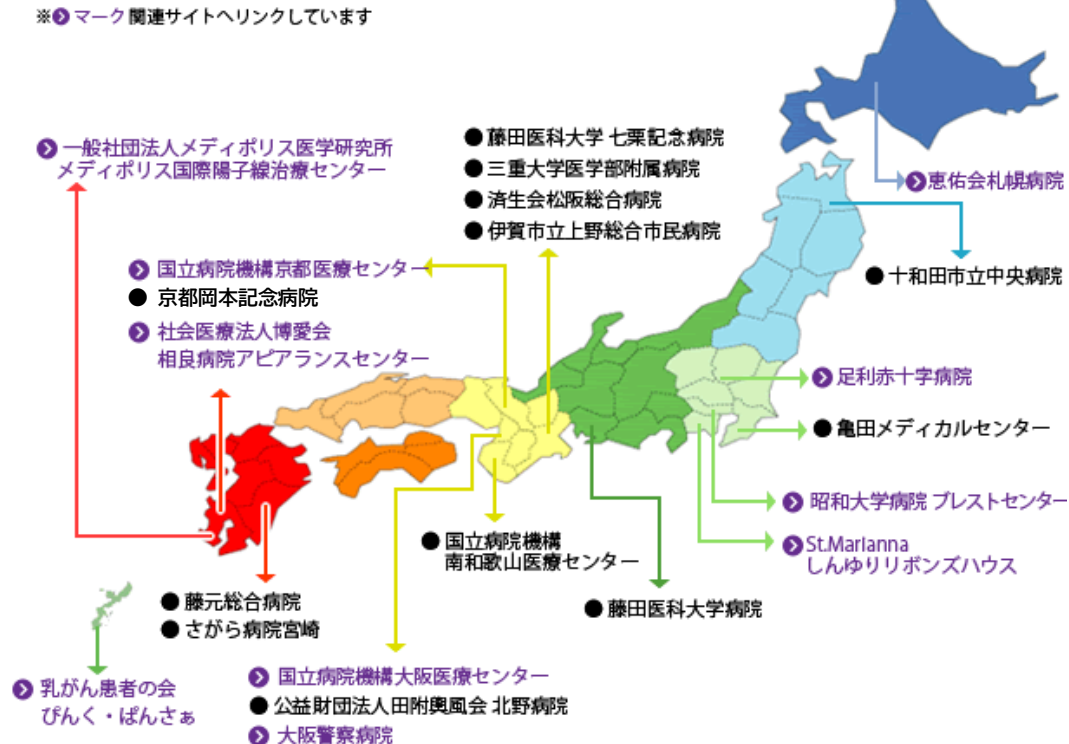 ※ マーク 関連サイトへリンクしています
一般社団法人メディポリス医学研究所
メディポリス国際陽子線治療センター
● 藤田医科大学 七栗記念病院
● 三重大学医学部附属病院
● 済生会松阪総合病院
● 伊賀市立上野総合市民病院
恵佑会札幌病院
● 十和田市立中央病院
国立病院機構京都医療センター
● 京都岡本記念病院
社会医療法人博愛会
相良病院アピアランスセンター
足利赤十字病院
● 亀田メディカルセンター
昭和大学病院 ブレストセンター
St.Marianna
しんゆりリボンズハウス
● 国立病院機構
南和歌山医療センター
● 藤田医科大学病院
● 藤元総合病院
● さがら病院宮崎
乳がん患者の会
ぴんく・ぱんさぁ
国立病院機構大阪医療センター
● 公益財団法人田附興風会 北野病院
大阪警察病院